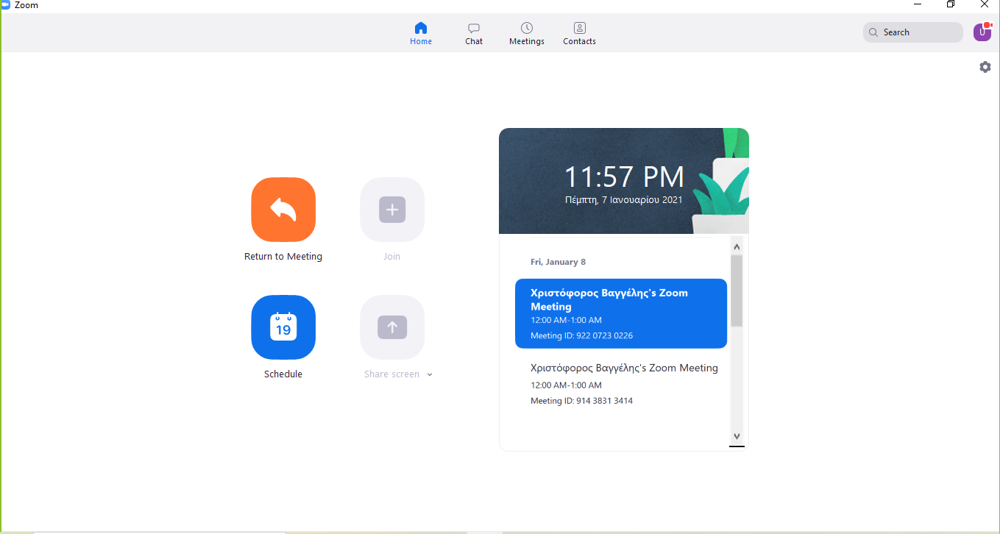 Zoom
Home
Chat
Meetings
Contacts
Search
U
11:57 PM
Πέμπτη, 7 Ιανουαρίου 2021
Return to Meeting
Join
19
Schedule
Share screen
Fri, January 8
Χριστόφορος Βαγγέλης's Zoom
Meeting
12:00 AM-1:00 AM
Meeting ID: 922 0723 0226
Χριστόφορος Βαγγέλης's Zoom Meeting
12:00 AM-1:00 AM
Meeting ID: 914 3831 3414